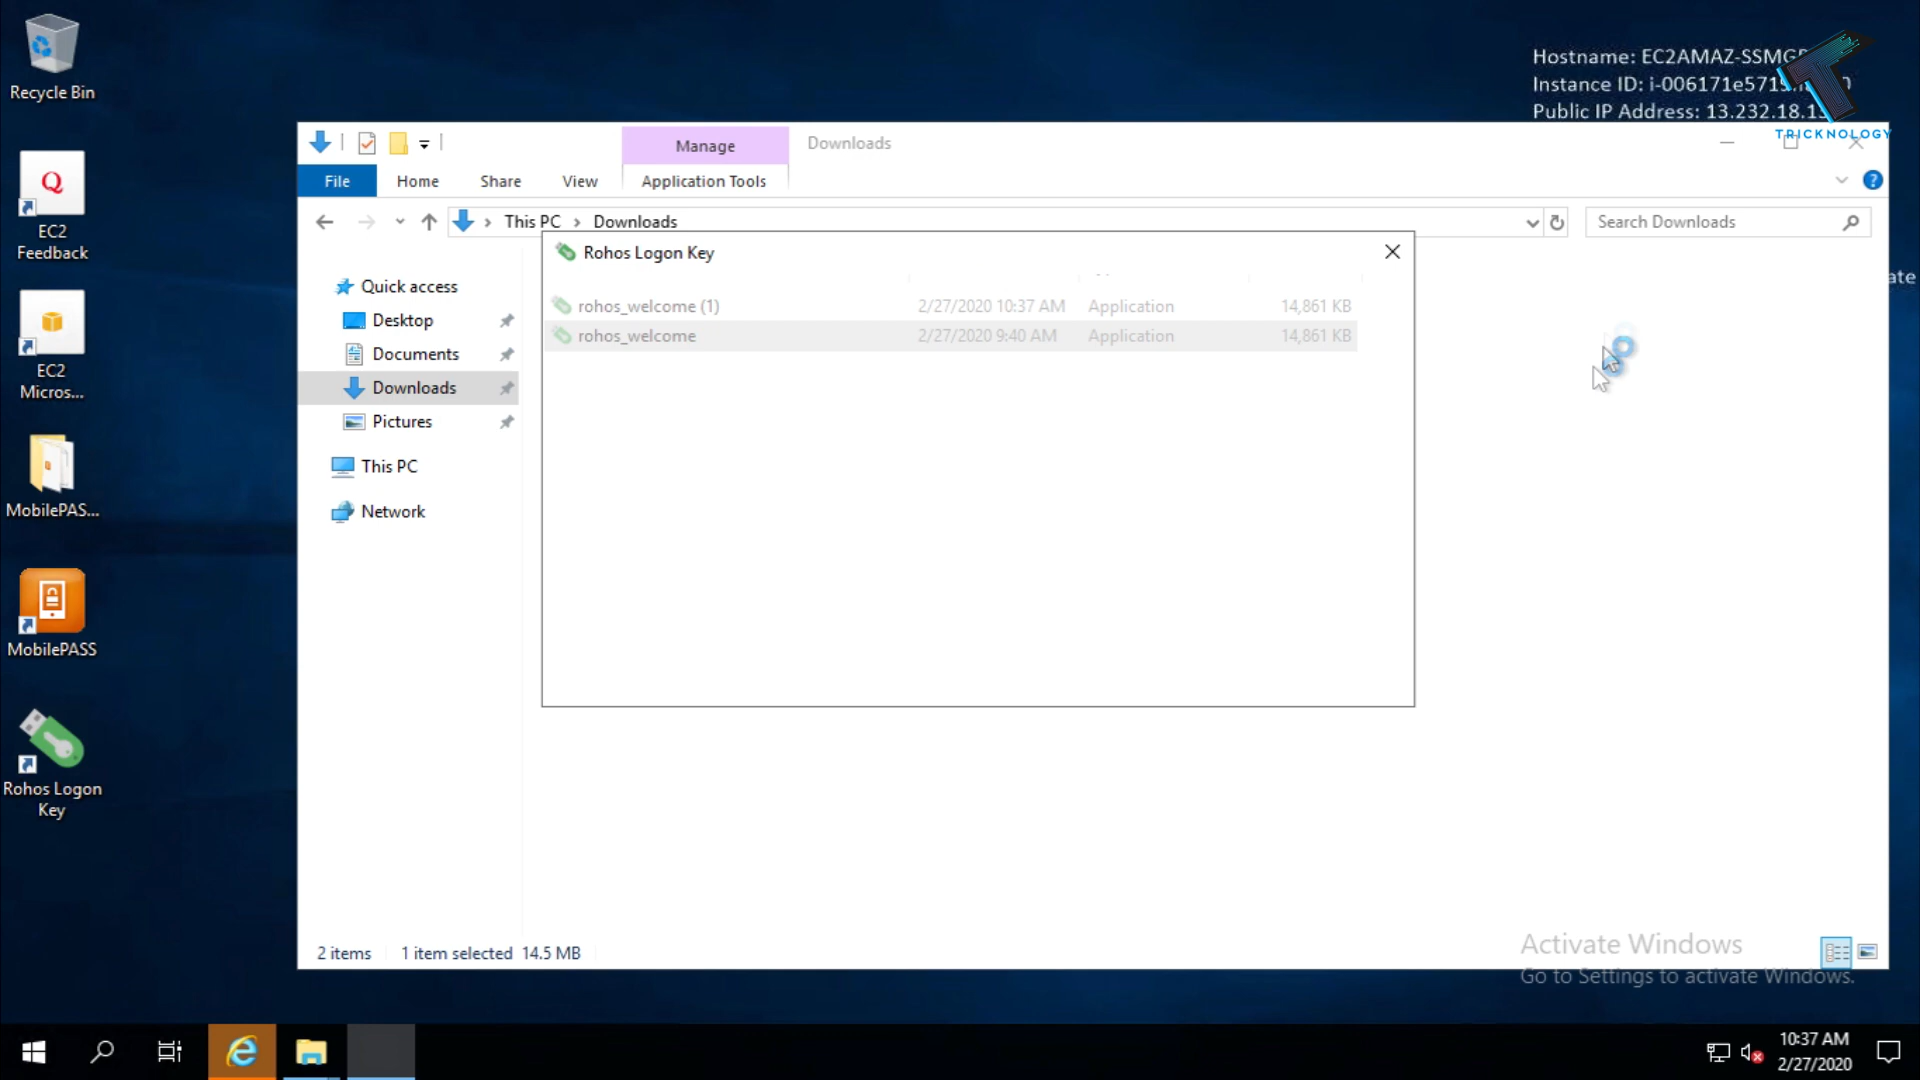 Recycle Bin
EC2
Feedback
EC2
Micros...
MobilePAS...
MobilePASS
Rohos Logon
Key
Hostname: EC2AMAZ-SSMG
Instance ID: i-006171e571
Public IP Address: 13.232.18.1
TRICKNOLOGY
Manage
Downloads
File
Home
Share
View
Application Tools
This PC
Downloads
Search Downloads
Rohos Logon Key
rohos_welcome (1)
2/27/2020 10:37 AM
Application
14,861 KB
rohos_welcome
2/27/2020 9:40 AM
Application
14,861 KB
Quick access
Desktop
Documents
Downloads
Pictures
This PC
Network
ate
2 items
1 item selected 14.5 MB
Activate Windows
Go to Settings to activate Windows.
10:37 AM
2/27/2020